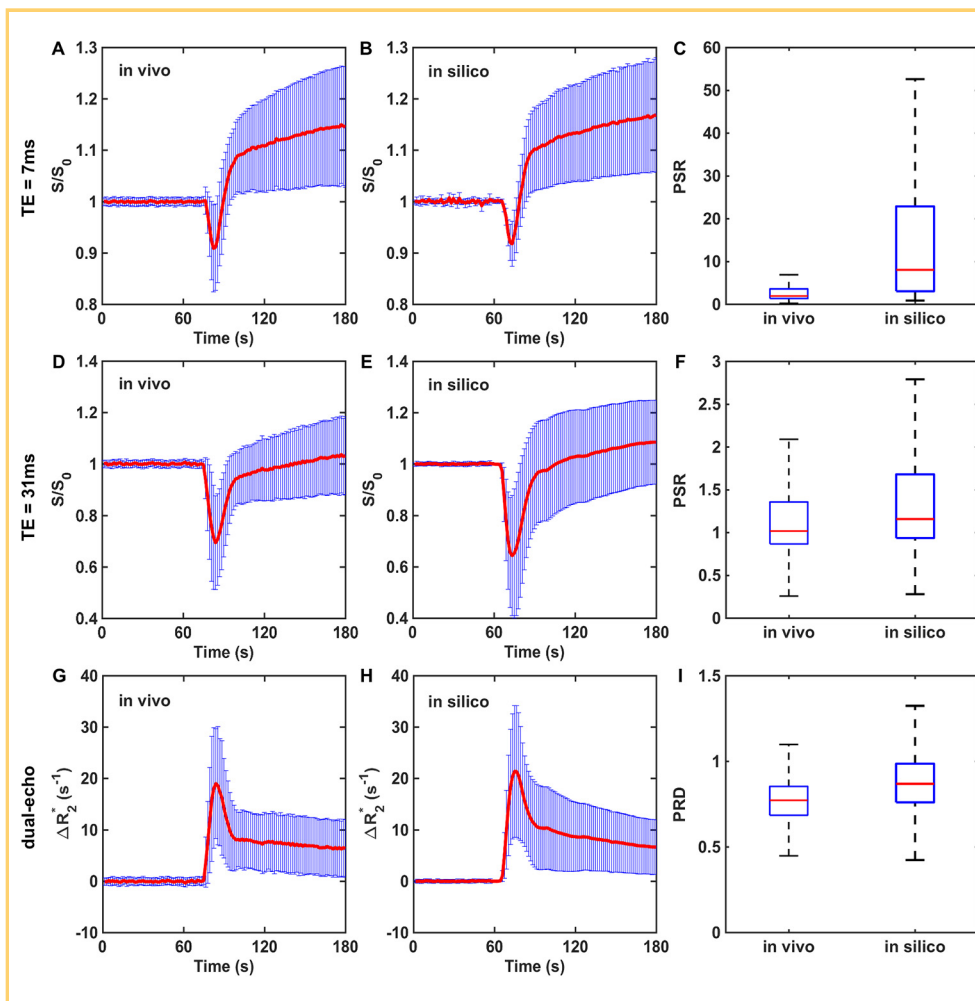 A
in vivo
1.3
1.2
1.1
1
0.9
0.8
S/S0
TE = 7ms
0 60 120 180
Time (s)
B
in silico
1.3
1.2
1.1
1
0.9
0.8
S/S0
0 60 120 180
Time (s)
C
60
50
40
30
20
10
0
PSR
in vivo in silico
D
in vivo
1.4
1.2
1
0.8
0.6
0.4
S/S0
TE = 31ms
0 60 120 180
Time (s)
E
in silico
1.4
1.2
1
0.8
0.6
0.4
S/S0
0 60 120 180
Time (s)
F
3
2.5
2
1.5
1
0.5
0
PSR
in vivo in silico
G
in vivo
40
30
20
10
0
-10
ΔR2* (s-1)
dual-echo
0 60 120 180
Time (s)
H
in silico
40
30
20
10
0
-10
ΔR2* (s-1)
0 60 120 180
Time (s)
I
1.5
1
0.5
0
PRD
in vivo in silico